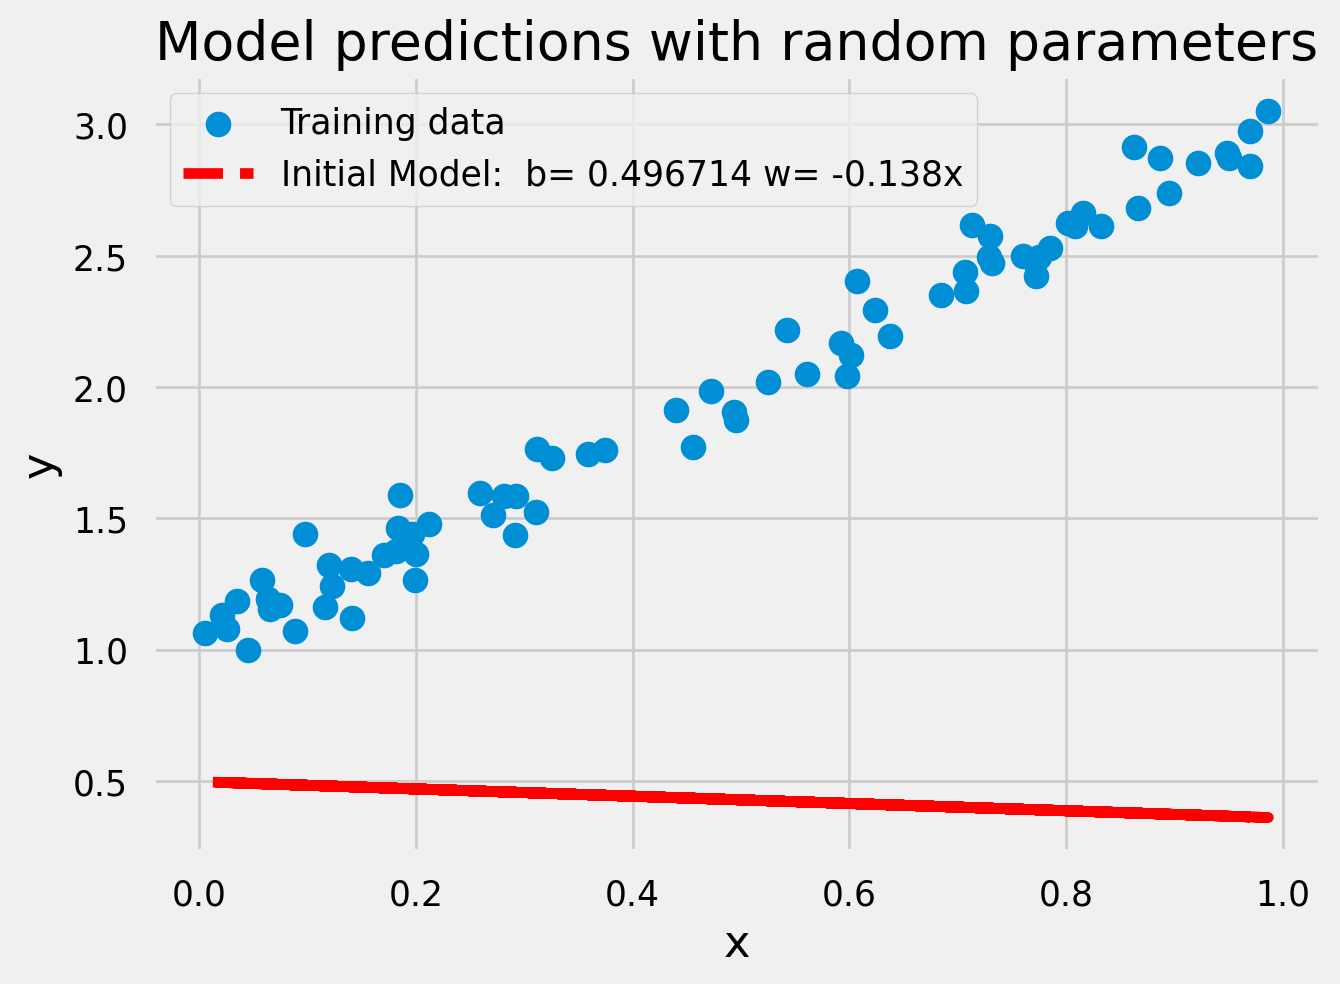 Model predictions with random parameters
Training data
Initial Model:  b= 0.496714 w= -0.138x
3.0
2.5
2.0
1.5
1.0
0.5
y
0.0 0.2 0.4 0.6 0.8 1.0
x